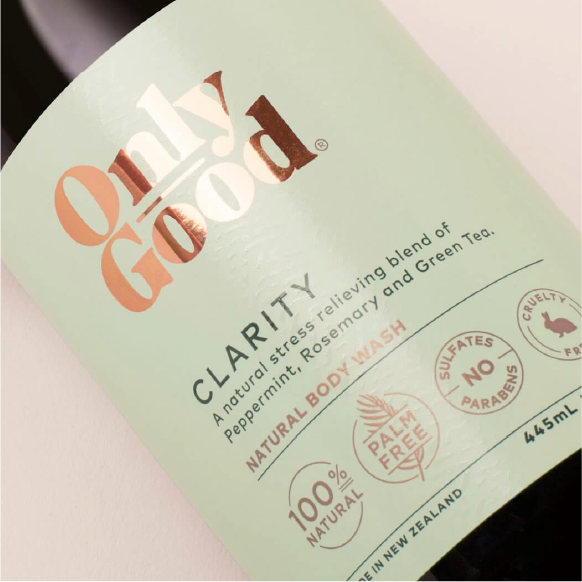 Only
Good®
CLARITY
A natural stress relieving blend of
Peppermint, Rosemary and Green Tea.
NATURAL BODY WASH
100%
NATURAL
PALM
FREE
SULFATES
NO
PARABENS
CRUELTY
445mL
IN NEW ZEALAND